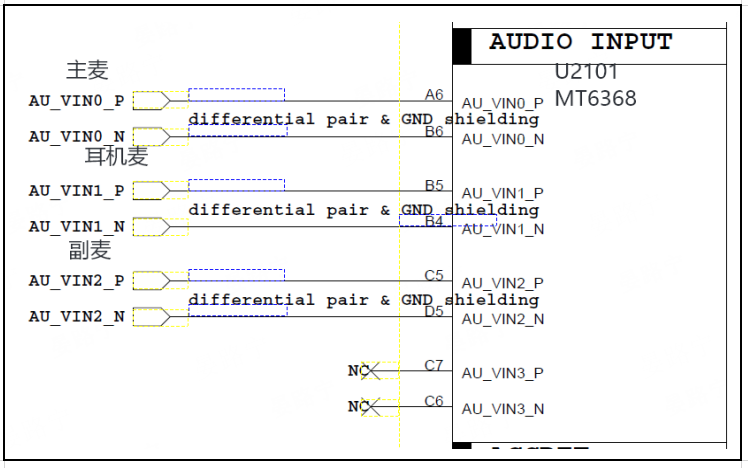 AUDIO INPUT
U2101
MT6368
主麦
AU_VIN0_P
A6
AU_VIN0_P
differential pair & GND shielding
AU_VIN0_N
B6
AU_VIN0_N
耳机麦
AU_VIN1_P
B5
AU_VIN1_P
differential pair & GND shielding
AU_VIN1_N
B4
AU_VIN1_N
副麦
AU_VIN2_P
C5
AU_VIN2_P
differential pair & GND shielding
AU_VIN2_N
D5
AU_VIN2_N
NC
C7
AU_VIN3_P
NC
C6
AU_VIN3_N